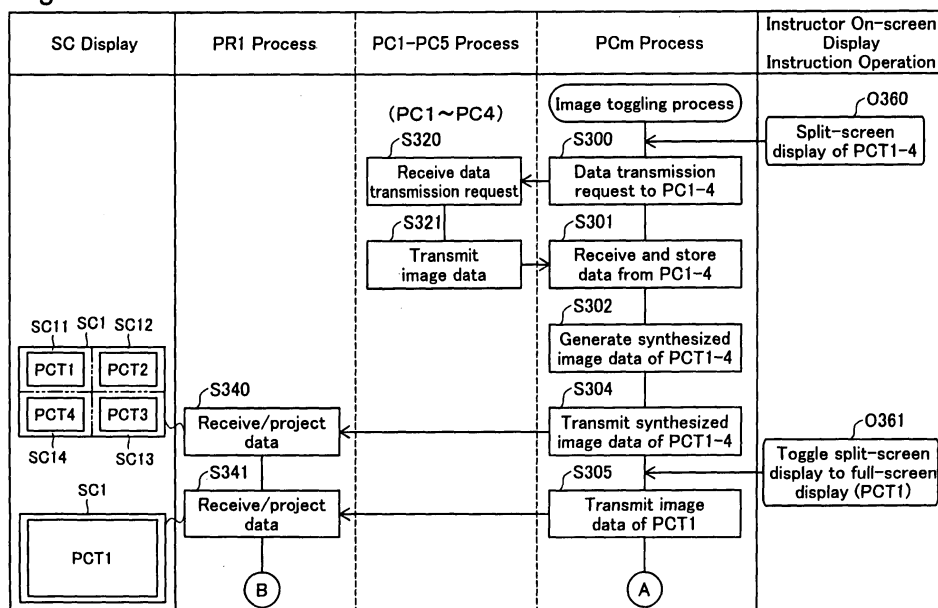 SC Display
PR1 Process
PC1-PC5 Process
PCm Process
Instructor On-screen
Display
Instruction Operation
Image toggling process
O360
Split-screen
display of PCT1-4
(PC1~PC4)
S320
Receive data
transmission request
S300
Data transmission
request to PC1-4
S321
Transmit
image data
S301
Receive and store
data from PC1-4
S302
Generate synthesized
image data of PCT1-4
SC11
SC1
SC12
PCT1
PCT2
PCT4
PCT3
SC14
SC13
S340
Receive/project
data
S304
Transmit synthesized
image data of PCT1-4
O361
Toggle split-screen
display to full-screen
display (PCT1)
SC1
PCT1
S341
Receive/project
data
S305
Transmit image
data of PCT1
B
A